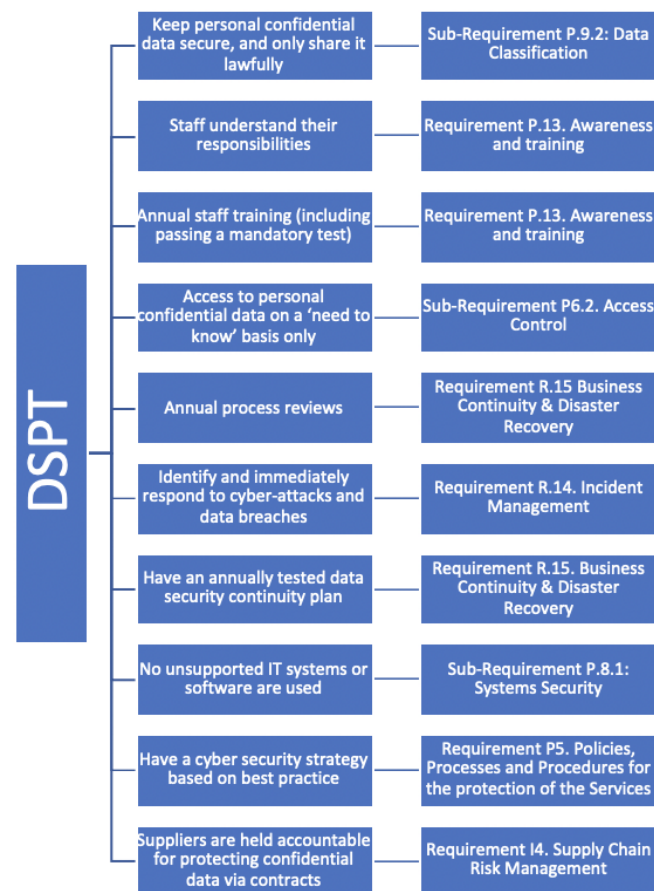 DSPT
Keep personal confidential
data secure, and only share it
lawfully
Sub-Requirement P.9.2: Data
Classification
Staff understand their
responsibilities
Requirement P.13. Awareness
and training
Annual staff training (including
passing a mandatory test)
Requirement P.13. Awareness
and training
Access to personal
confidential data on a ‘need to
know’ basis only
Sub-Requirement P6.2. Access
Control
Annual process reviews
Requirement R.15 Business
Continuity & Disaster
Recovery
Identify and immediately
respond to cyber-attacks and
data breaches
Requirement R.14. Incident
Management
Have an annually tested data
security continuity plan
Requirement R.15. Business
Continuity & Disaster
Recovery
No unsupported IT systems or
software are used
Sub-Requirement P.8.1:
Systems Security
Have a cyber security strategy
based on best practice
Requirement P5. Policies,
Processes and Procedures for
the protection of the Services
Suppliers are held accountable
for protecting confidential
data via contracts
Requirement I4. Supply Chain
Risk Management